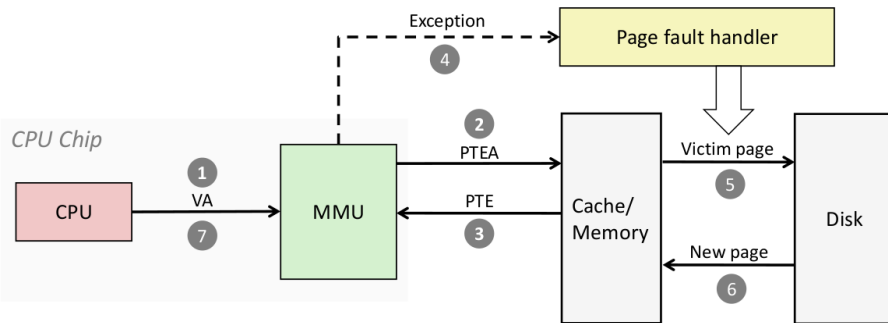 Exception
4
Page fault handler
CPU Chip
2
PTEA
Victim page
5
1
VA
7
CPU
MMU
PTE
3
Cache/
Memory
Disk
New page
6